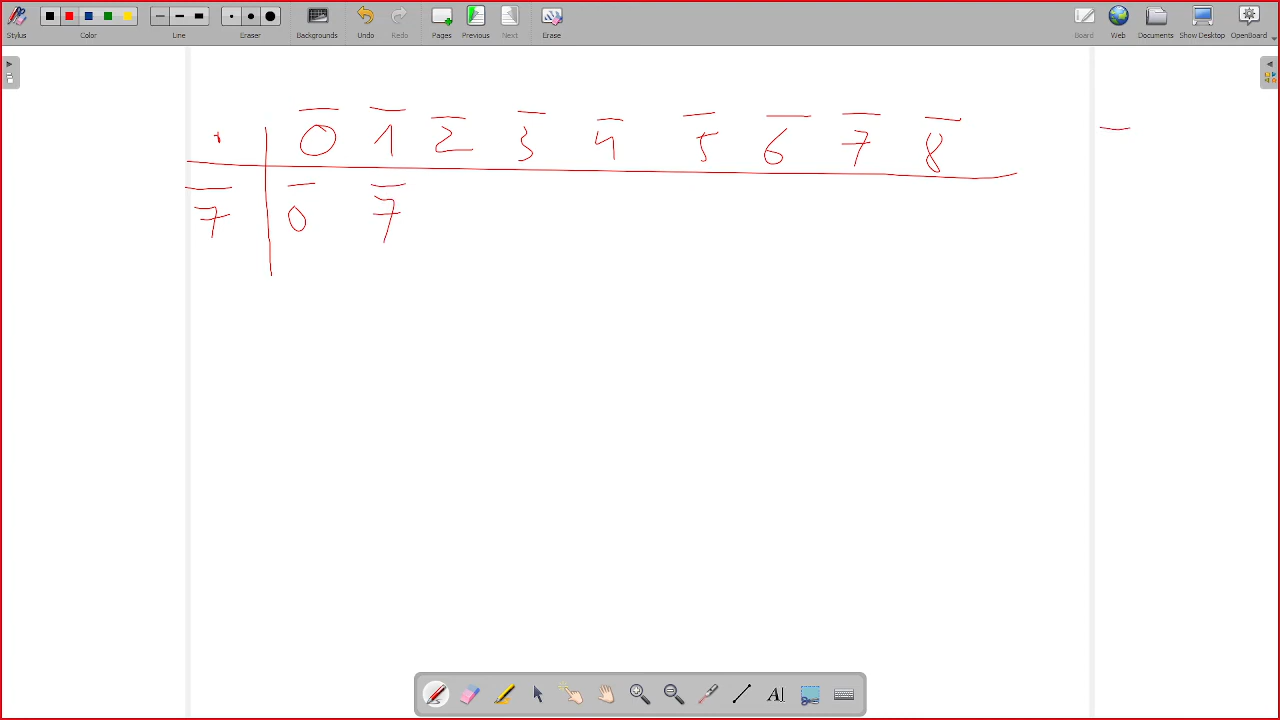 Stylus Color Line Eraser Backgrounds Undo Redo Pages Previous Next Erase Board Web Documents Show Desktop OpenBoard
· | 0̅ 1̅ 2̅ 3̅ 4̅ 5̅ 6̅ 7̅ 8̅
7̅ | 0̅ 7̅